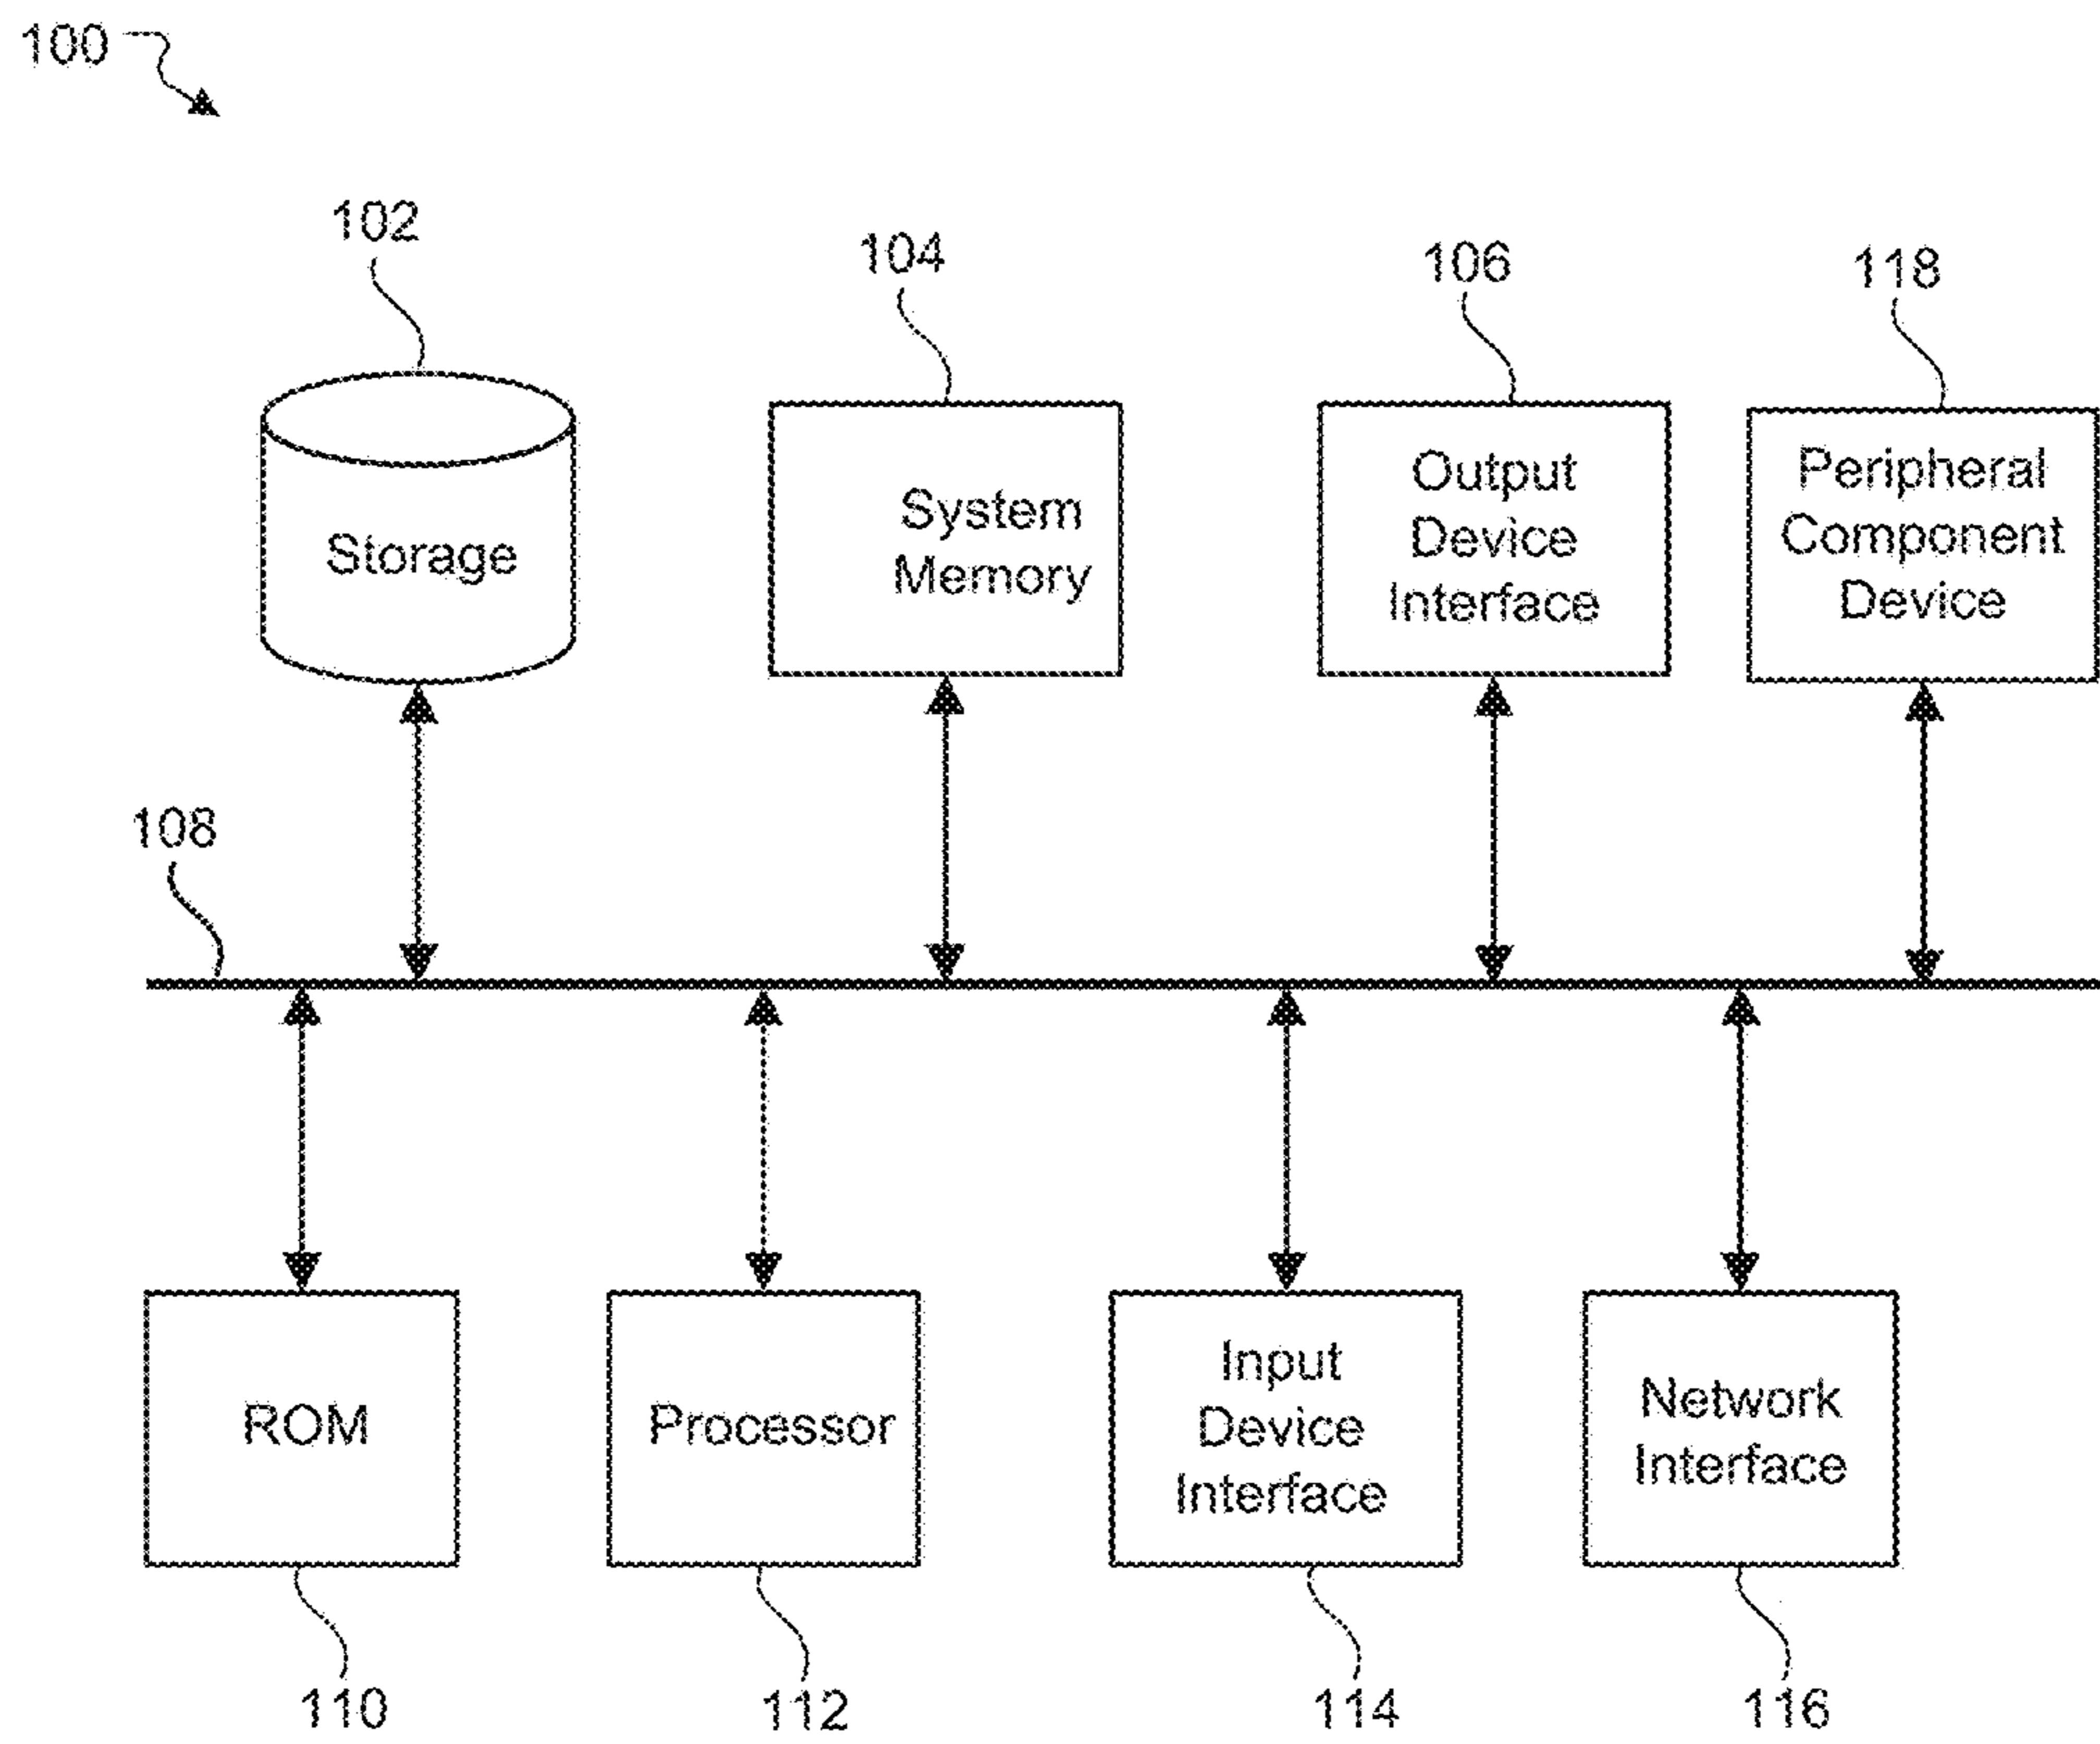 100
102
104
106
118
Storage
System
Memory
Output
Device
Interface
Peripheral
Component
Device
108
ROM
Processor
Input
Device
Interface
Network
Interface
110
112
114
116